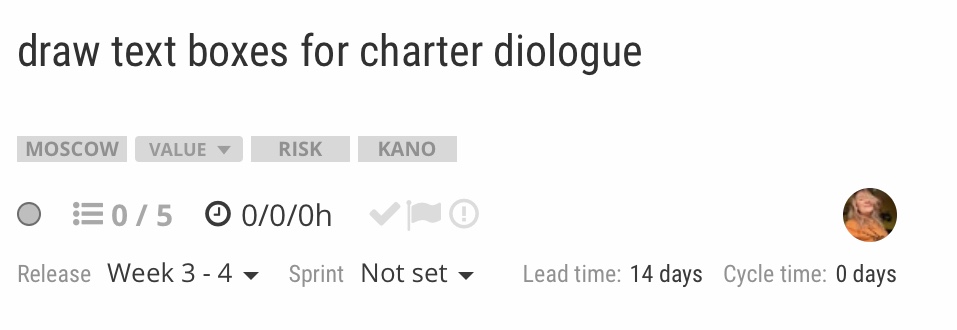 draw text boxes for charter diologue
MOSCOW VALUE RISK KANO
0 / 5 0/0/0h
Release Week 3 - 4 Sprint Not set Lead time: 14 days Cycle time: 0 days